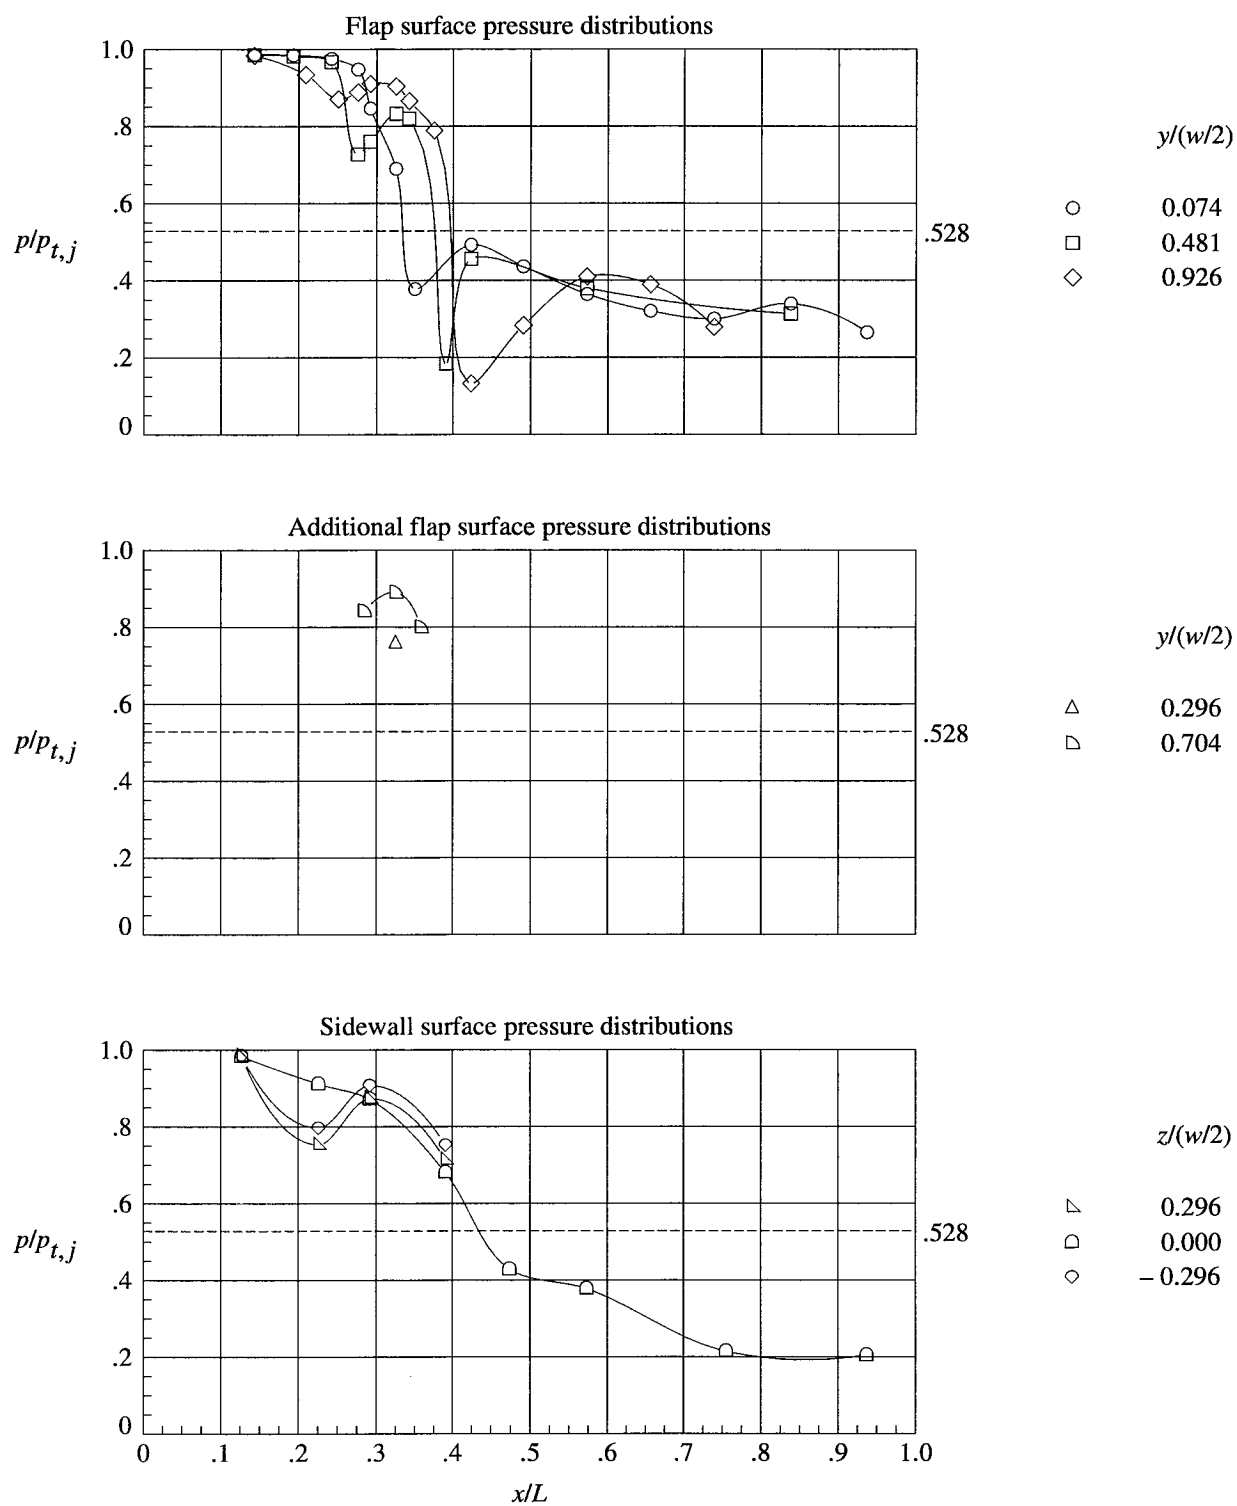 Flap surface pressure distributions
1.0
.8
.6
.4
.2
0
p/p_{t,j}
.528
y/(w/2)
0.074
0.481
0.926
Additional flap surface pressure distributions
1.0
.8
.6
.4
.2
0
p/p_{t,j}
.528
y/(w/2)
0.296
0.704
Sidewall surface pressure distributions
1.0
.8
.6
.4
.2
0
p/p_{t,j}
.528
z/(w/2)
0.296
0.000
– 0.296
0 .1 .2 .3 .4 .5 .6 .7 .8 .9 1.0
x/L